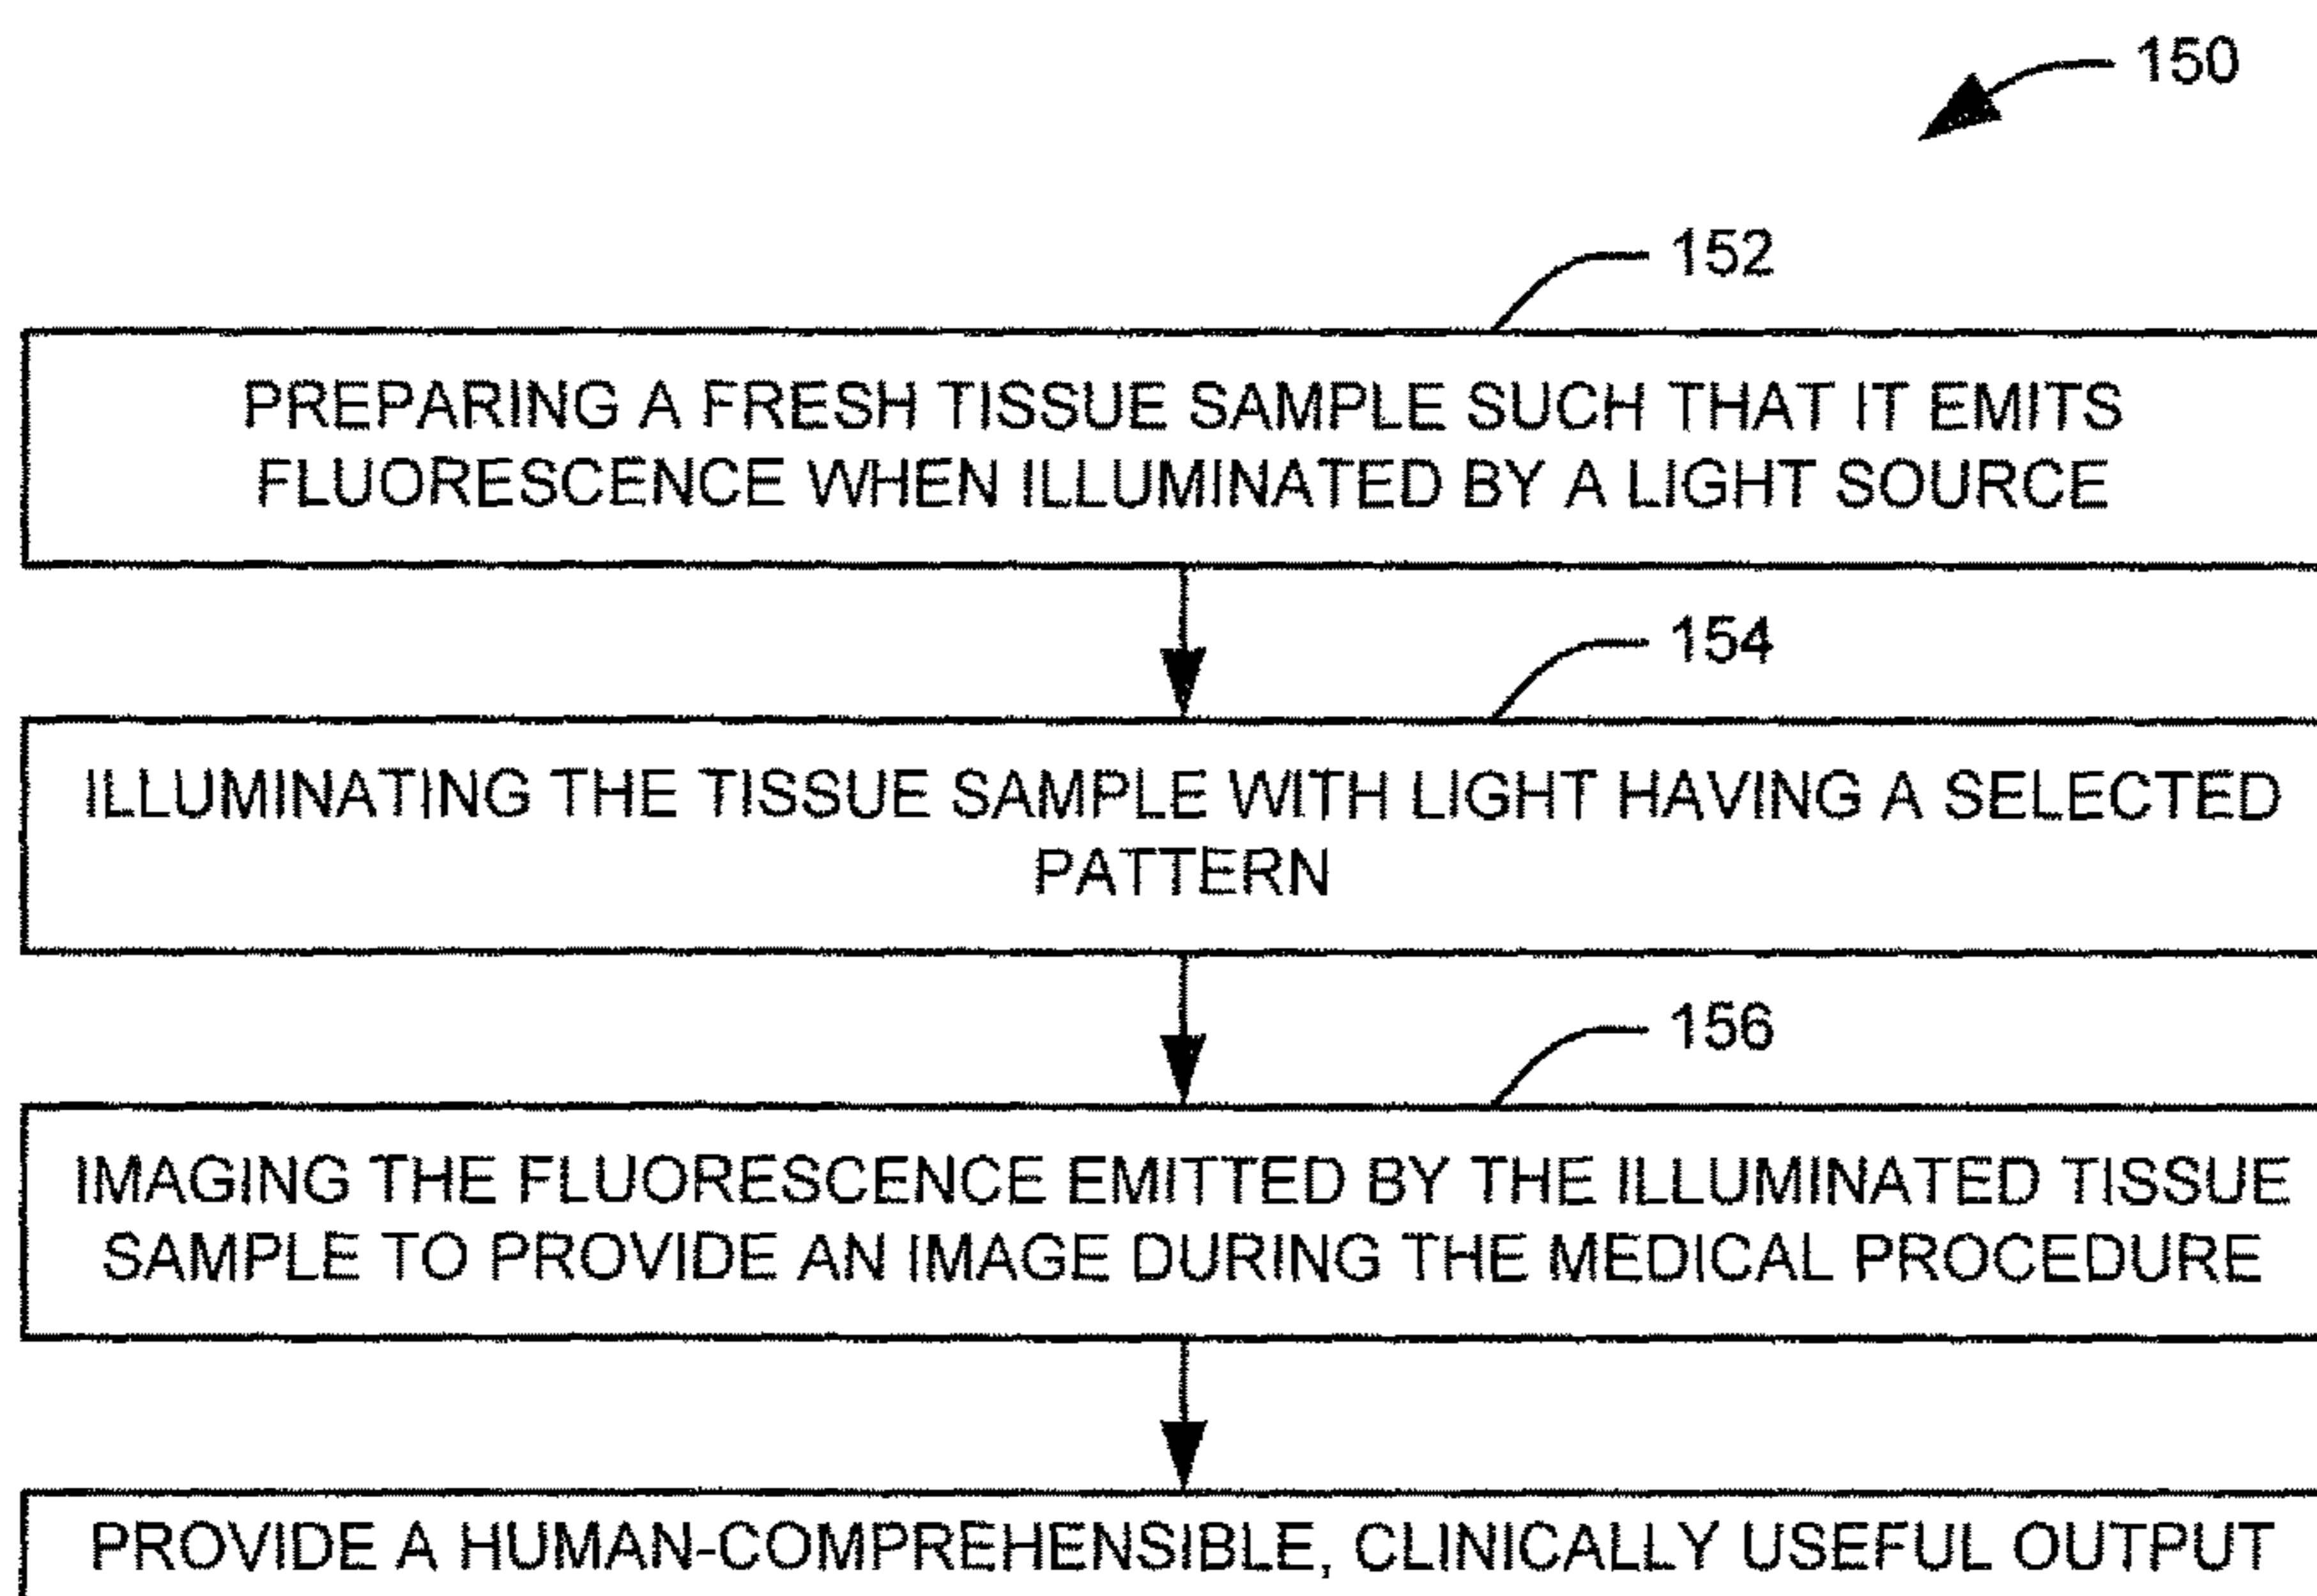 150
152
PREPARING A FRESH TISSUE SAMPLE SUCH THAT IT EMITS
FLUORESCENCE WHEN ILLUMINATED BY A LIGHT SOURCE
154
ILLUMINATING THE TISSUE SAMPLE WITH LIGHT HAVING A SELECTED
PATTERN
156
IMAGING THE FLUORESCENCE EMITTED BY THE ILLUMINATED TISSUE
SAMPLE TO PROVIDE AN IMAGE DURING THE MEDICAL PROCEDURE
PROVIDE A HUMAN-COMPREHENSIBLE, CLINICALLY USEFUL OUTPUT